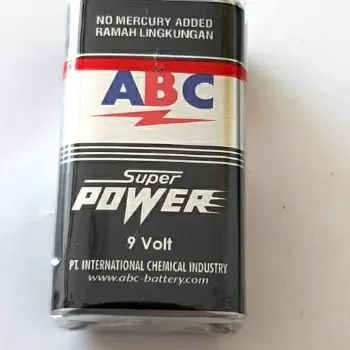 NO MERCURY ADDED
RAMAH LINGKUNGAN
ABC
Super
POWER
9 Volt
PT. INTERNATIONAL CHEMICAL INDUSTRY
www.abc-battery.com